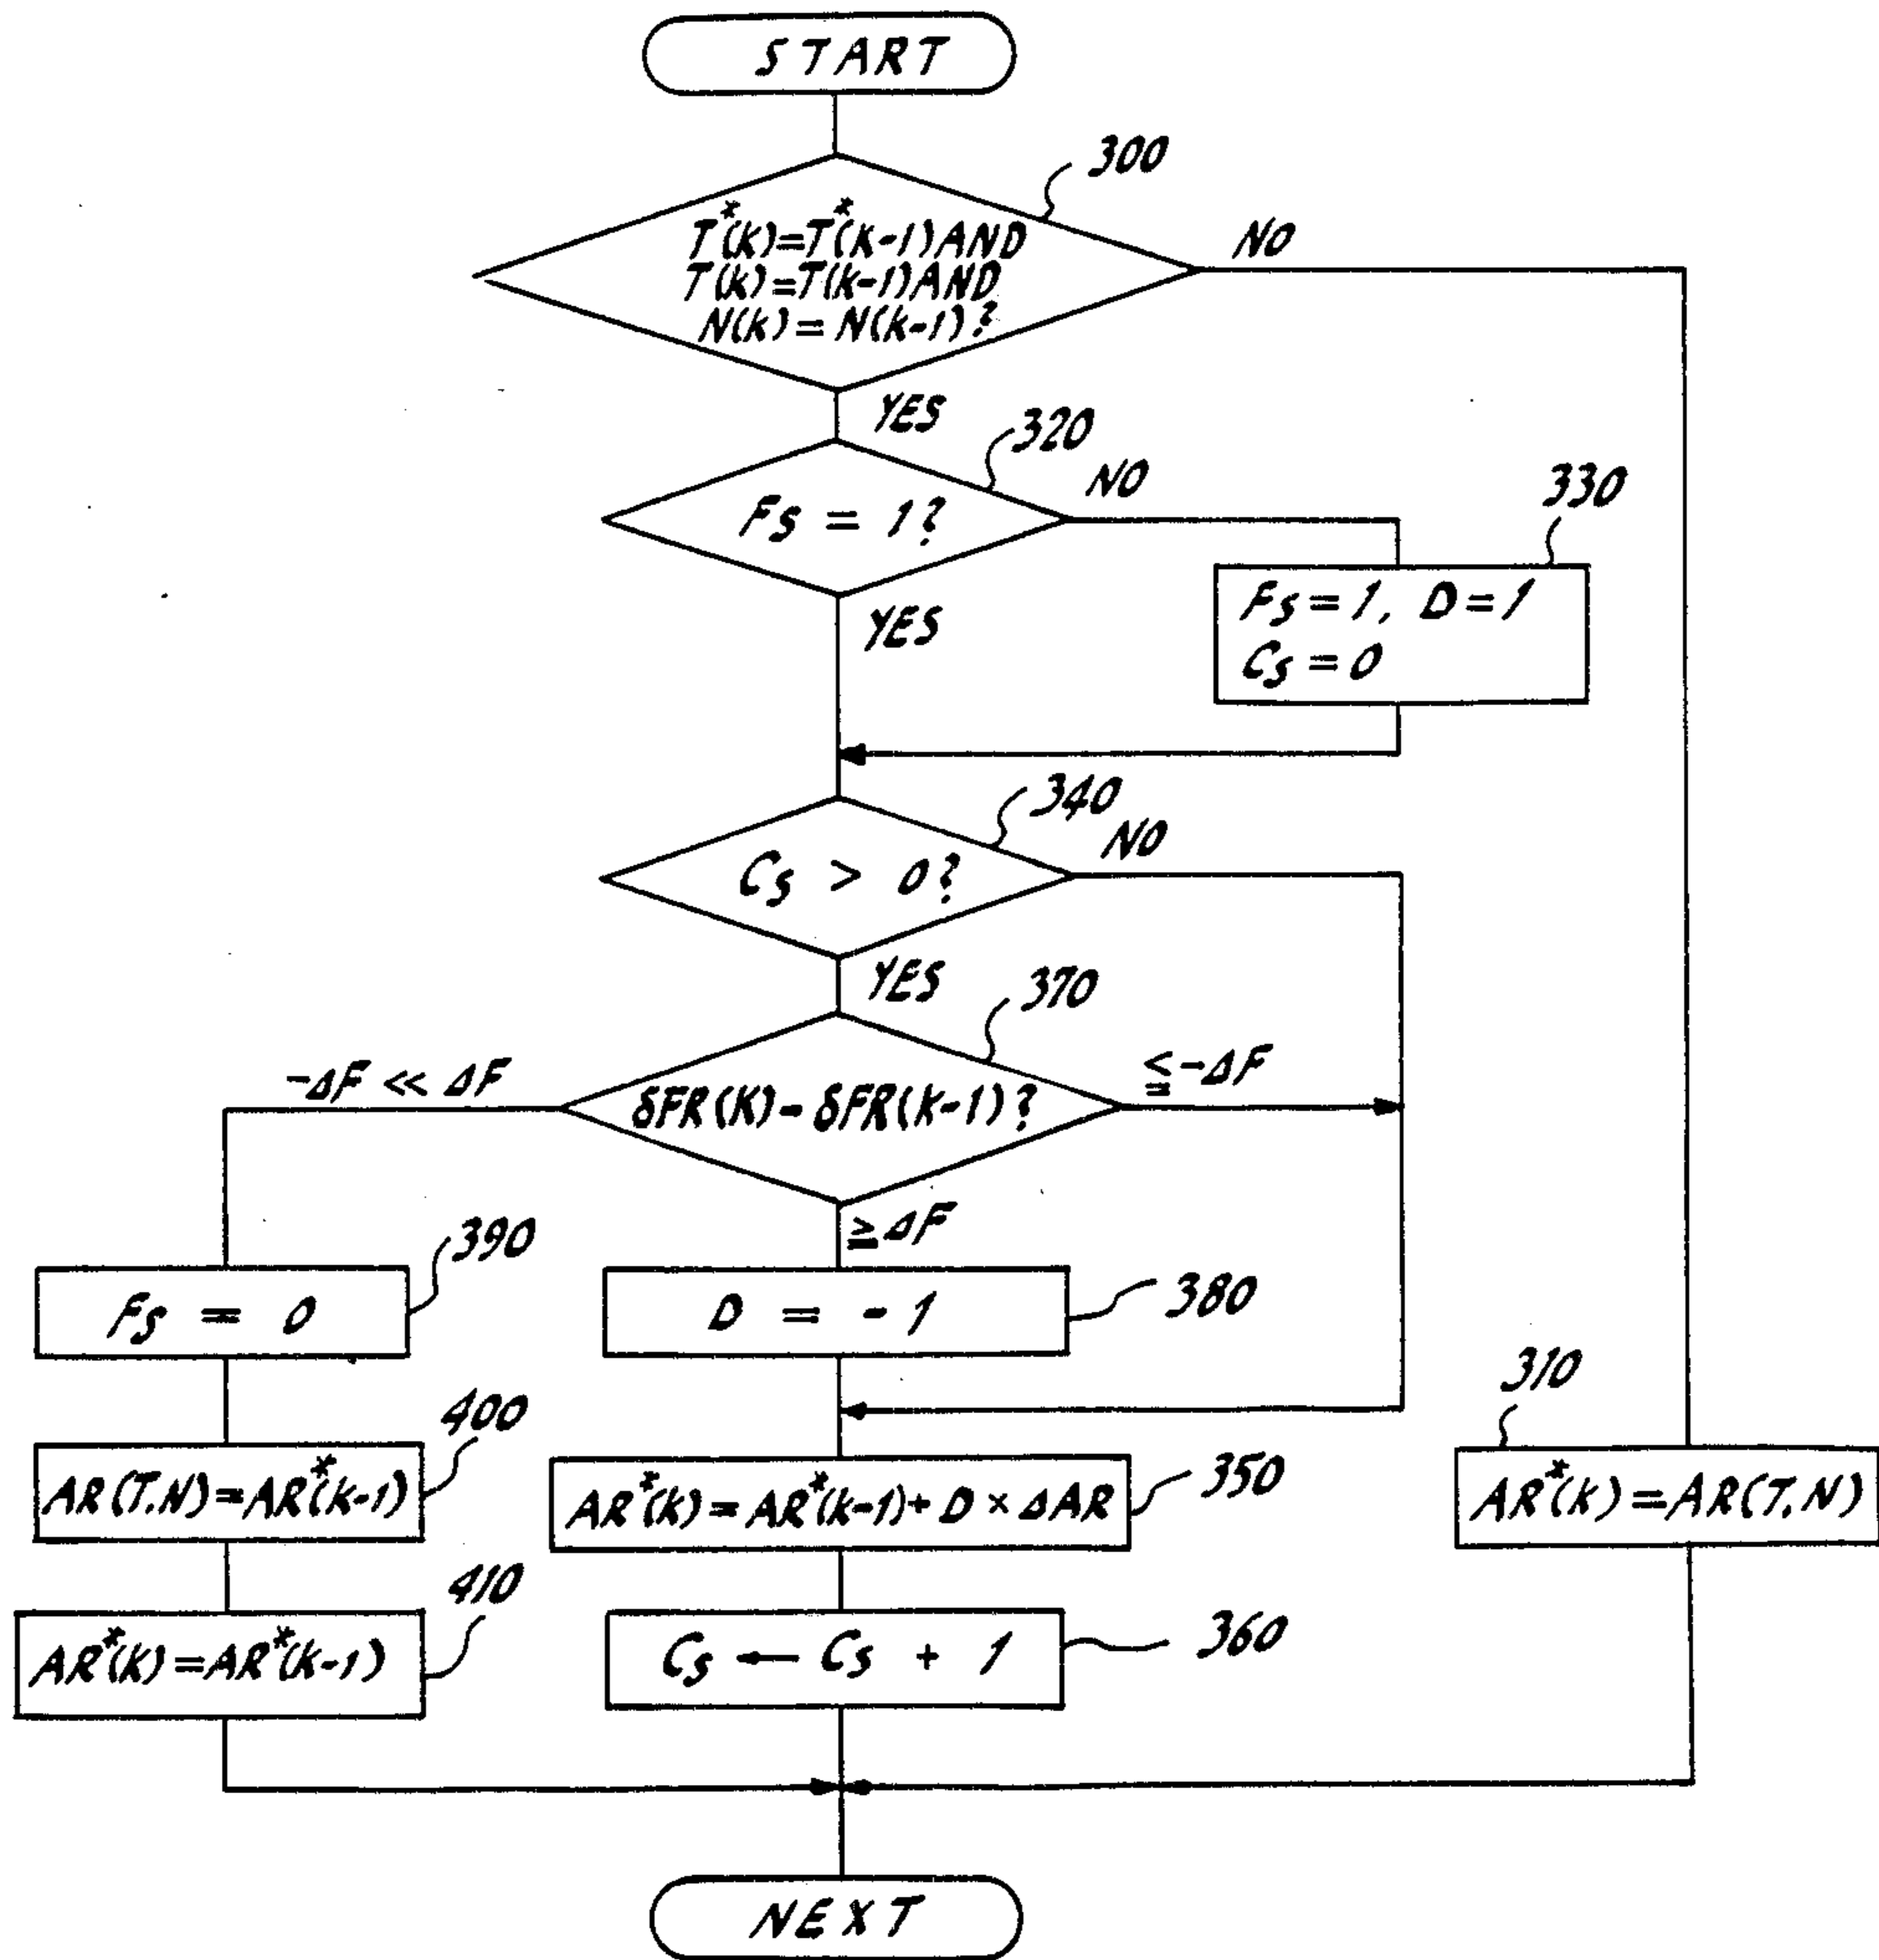 START
300
T*(k)=T*(k-1)AND
T(k)=T(k-1)AND
N(k)=N(k-1)?
NO
YES
320
NO
Fs = 1?
330
Fs=1, D=1
Cs=0
YES
340
NO
Cs > 0?
YES
370
-ΔF << ΔF
δFR(K)-δFR(k-1)?
≦-ΔF
≧ΔF
390
Fs = 0
D = -1
380
310
400
AR(T,N)=AR*(k-1)
AR*(k)=AR*(k-1)+D×ΔAR
350
AR*(k)=AR(T,N)
410
AR*(k)=AR*(k-1)
Cs ← Cs + 1
360
NEXT